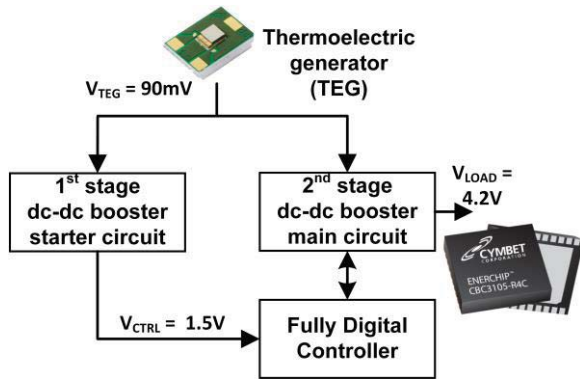 Thermoelectric
generator
(TEG)
VTEG = 90mV
1st stage
dc-dc booster
starter circuit
2nd stage
dc-dc booster
main circuit
VLOAD =
4.2V
CYMBET
CORPORATION
ENERCHIP™
CBC3105-R4C
VCTRL = 1.5V
Fully Digital
Controller